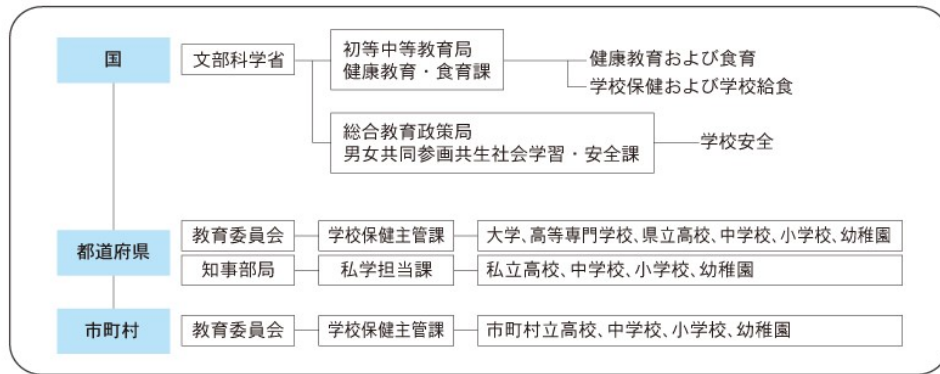 国
文部科学省
初等中等教育局
健康教育・食育課
健康教育および食育
学校保健および学校給食
総合教育政策局
男女共同参画共生社会学習・安全課
学校安全
都道府県
教育委員会
学校保健主管課
大学、高等専門学校、県立高校、中学校、小学校、幼稚園
知事部局
私学担当課
私立高校、中学校、小学校、幼稚園
市町村
教育委員会
学校保健主管課
市町村立高校、中学校、小学校、幼稚園